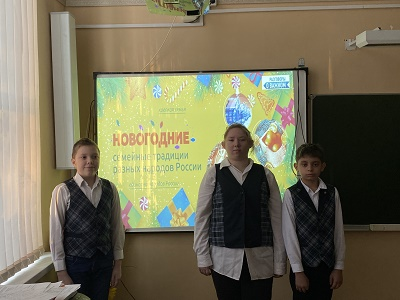 РАЗГОВОРЫ
О ВАЖНОМ
НОВОГОДНИЕ
семейные традиции
разных народов России